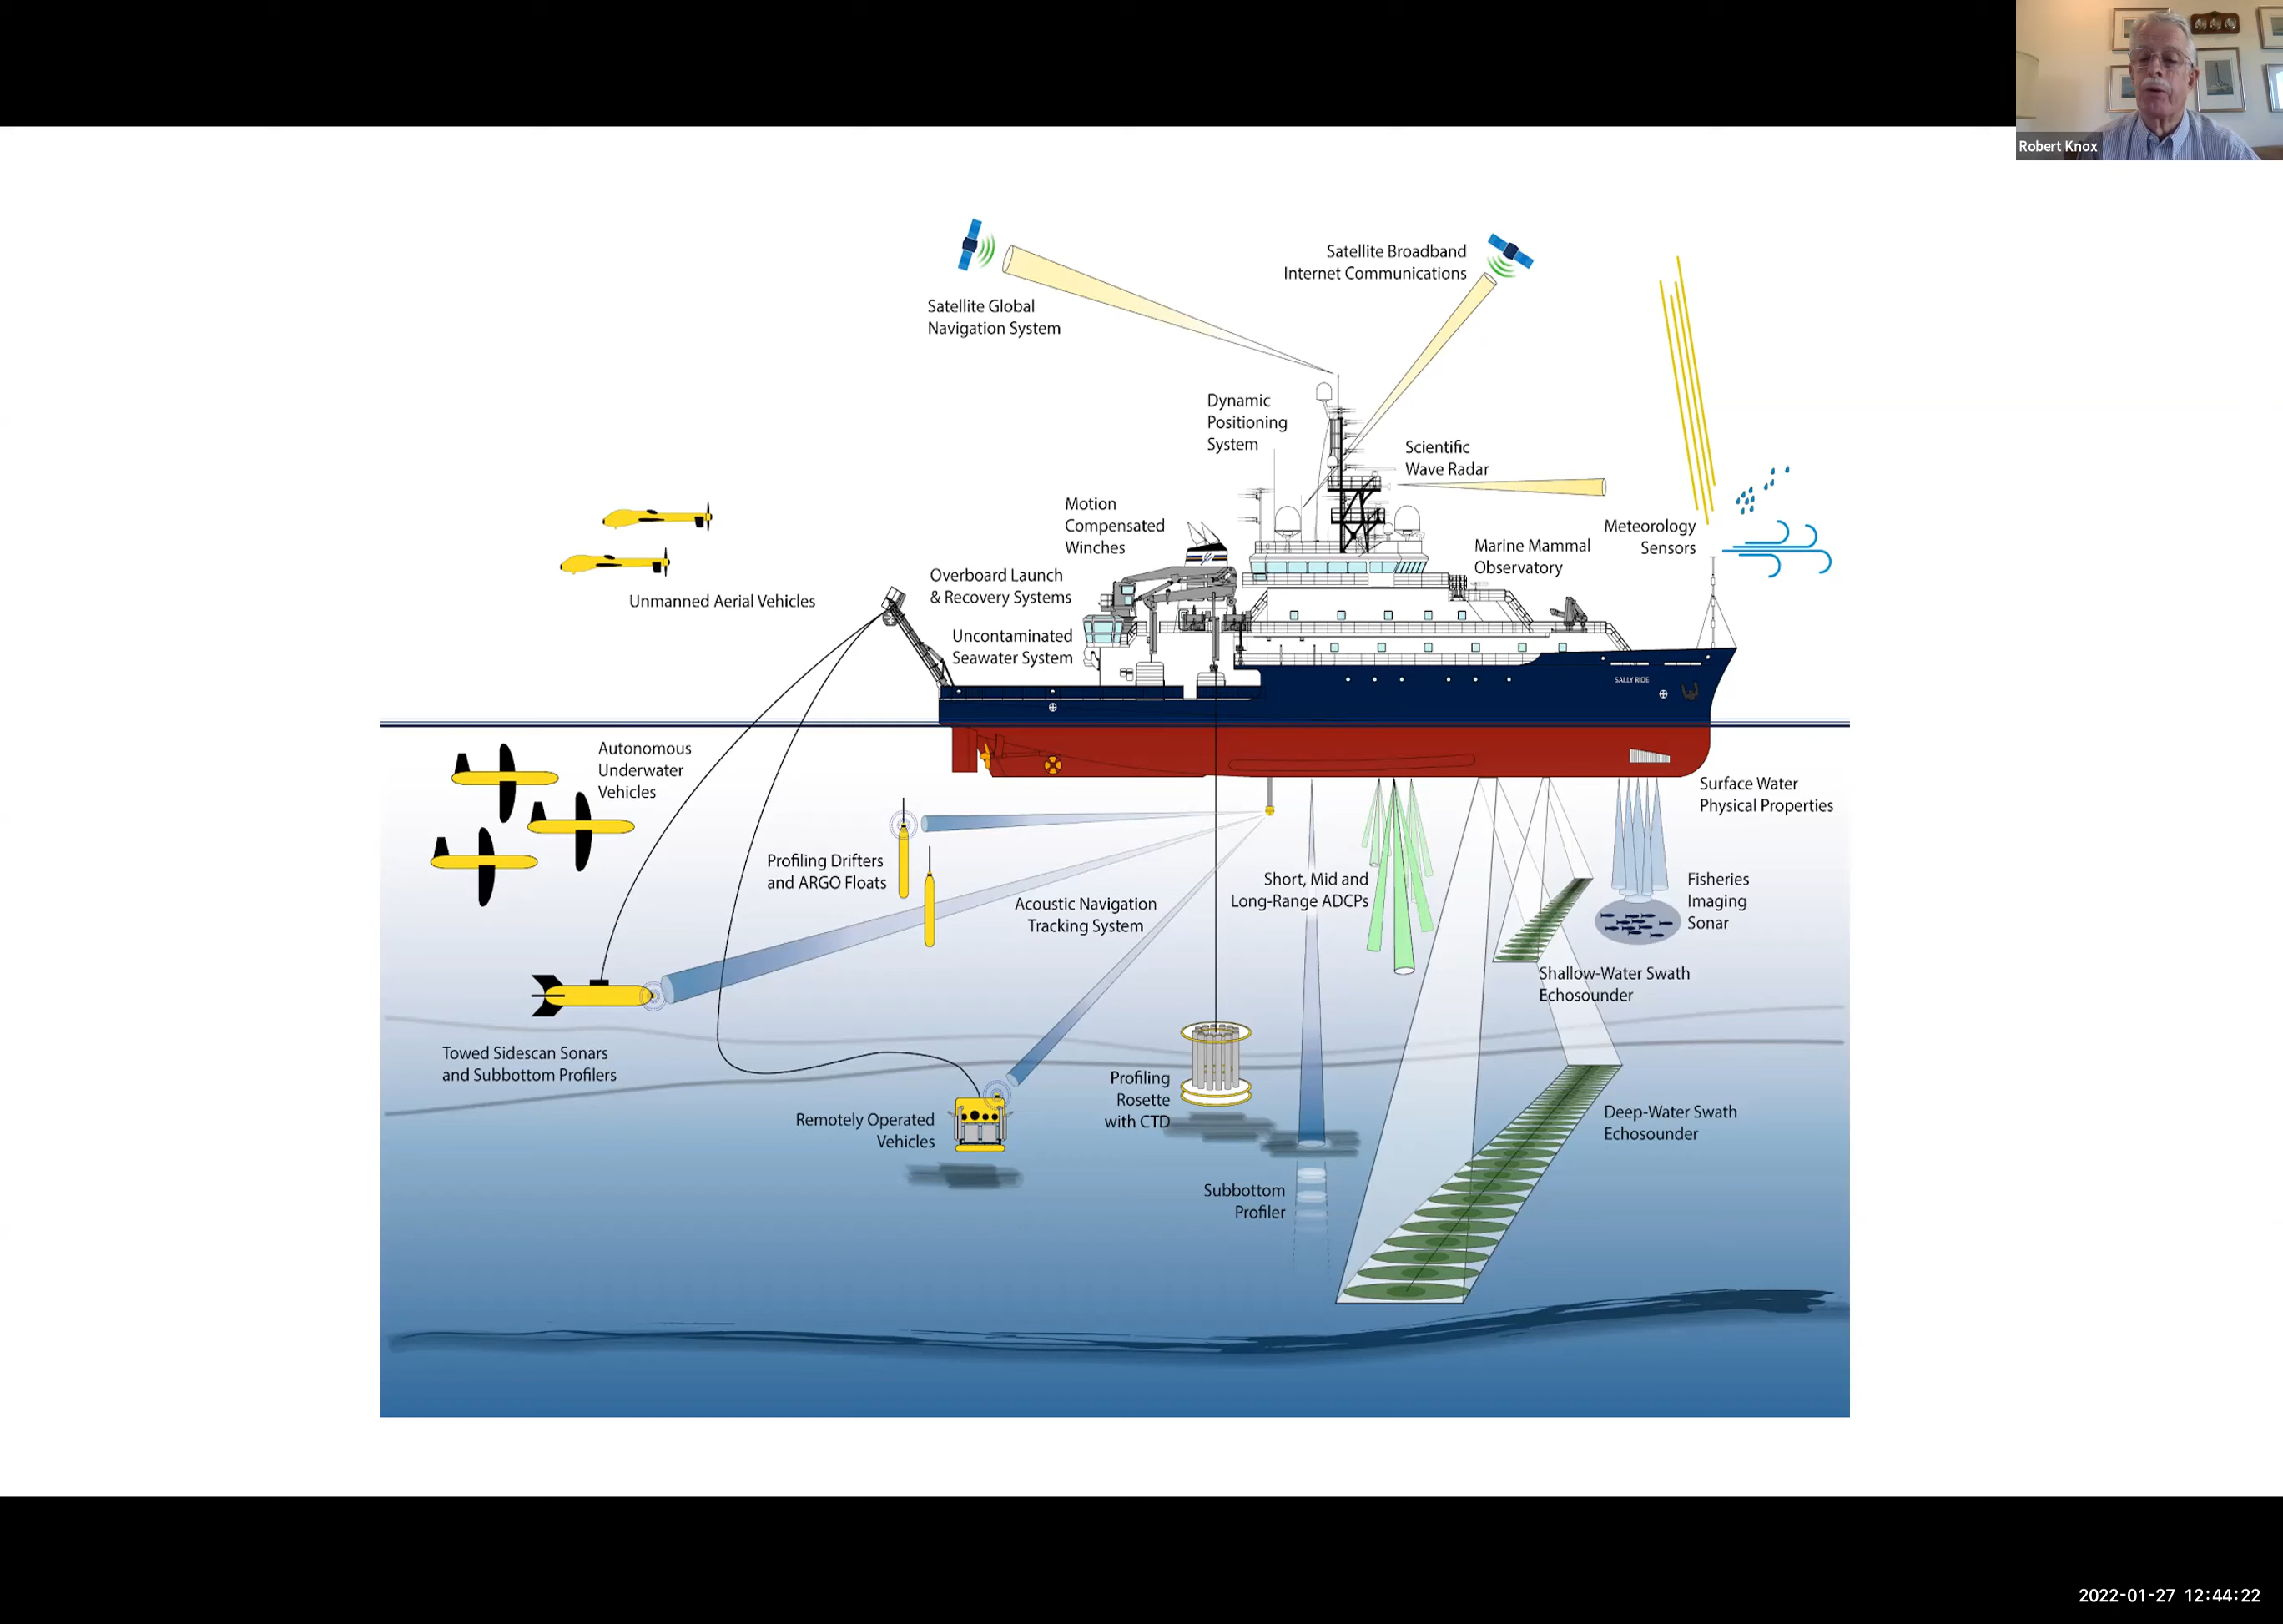 Robert Knox
Satellite Global
Navigation System
Satellite Broadband
Internet Communications
Dynamic
Positioning
System
Scientific
Wave Radar
Motion
Compensated
Winches
Meteorology
Sensors
Marine Mammal
Observatory
Overboard Launch
& Recovery Systems
Unmanned Aerial Vehicles
Uncontaminated
Seawater System
SALLY RIDE
Autonomous
Underwater
Vehicles
Surface Water
Physical Properties
Profiling Drifters
and ARGO Floats
Acoustic Navigation
Tracking System
Short, Mid and
Long-Range ADCPs
Fisheries
Imaging
Sonar
Shallow-Water Swath
Echosounder
Towed Sidescan Sonars
and Subbottom Profilers
Profiling
Rosette
with CTD
Remotely Operated
Vehicles
Deep-Water Swath
Echosounder
Subbottom
Profiler
2022-01-27 12:44:22